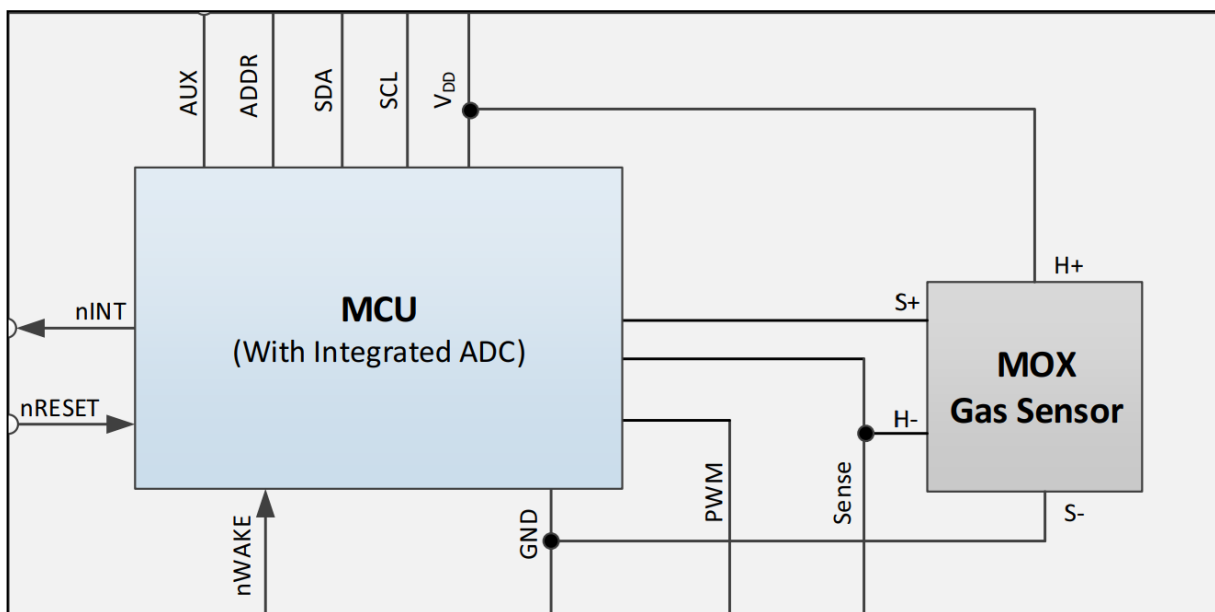 AUX
ADDR
SDA
SCL
VDD
H+
nINT
MCU
(With Integrated ADC)
S+
MOX
Gas Sensor
nRESET
H-
nWAKE
GND
PWM
Sense
S-